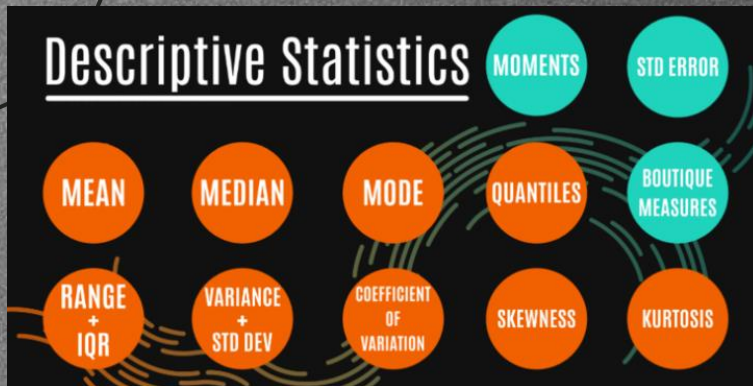 Descriptive Statistics
MOMENTS
STD ERROR
MEAN
MEDIAN
MODE
QUANTILES
BOUTIQUE
MEASURES
RANGE
+
IQR
VARIANCE
+
STD DEV
COEFFICIENT
OF
VARIATION
SKEWNESS
KURTOSIS